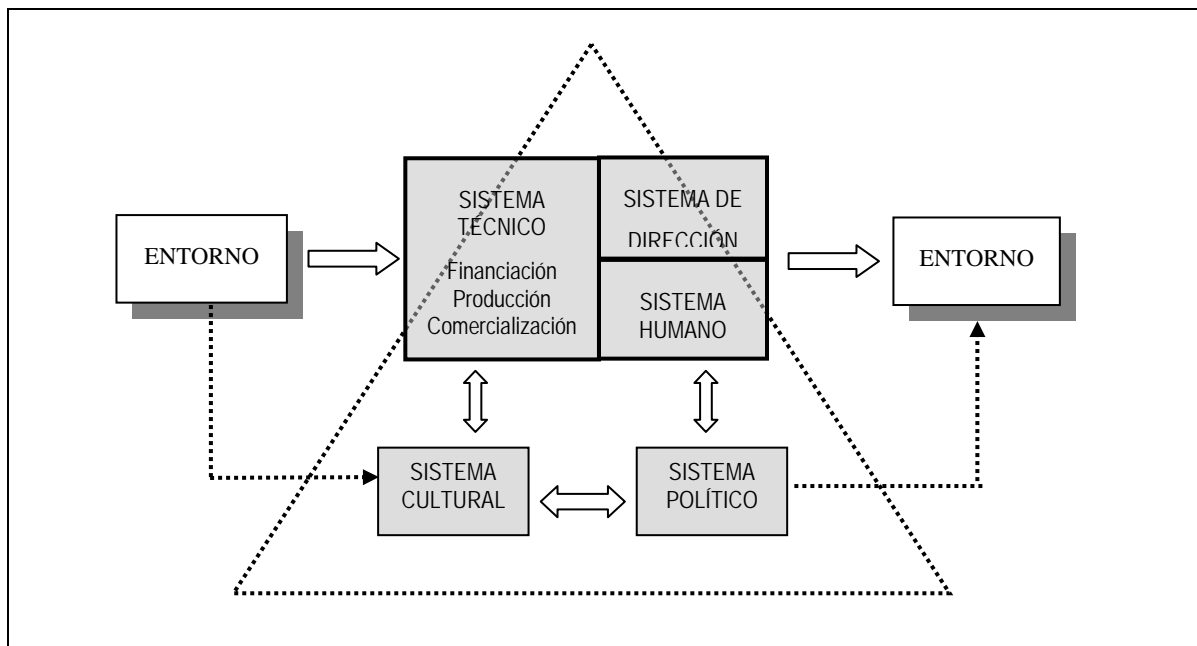 ENTORNO
SISTEMA
TÉCNICO
Financiación
Producción
Comercialización
SISTEMA DE
DIRECCIÓN
SISTEMA
HUMANO
ENTORNO
SISTEMA
CULTURAL
SISTEMA
POLÍTICO